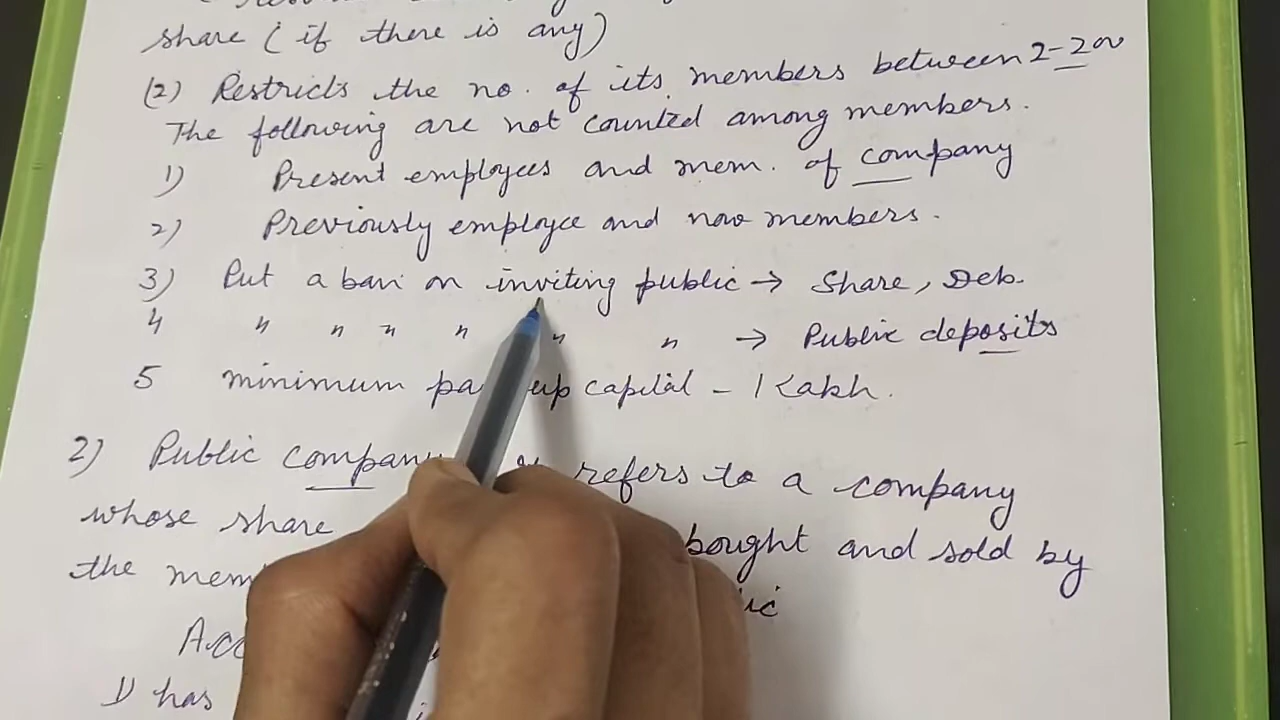 share (if there is any)
(2) Restricts the no. of its members between 2-200
The following are not counted among members.
1) Present employees and mem. of company
2) Previously employee and now members.
3) Put a ban on inviting public → Share, Deb.
4 " " " " " " → Public deposits
5 minimum up capital - 1 Lakh.
2) Public company refers to a company
whose share bought and sold by
the
1) has